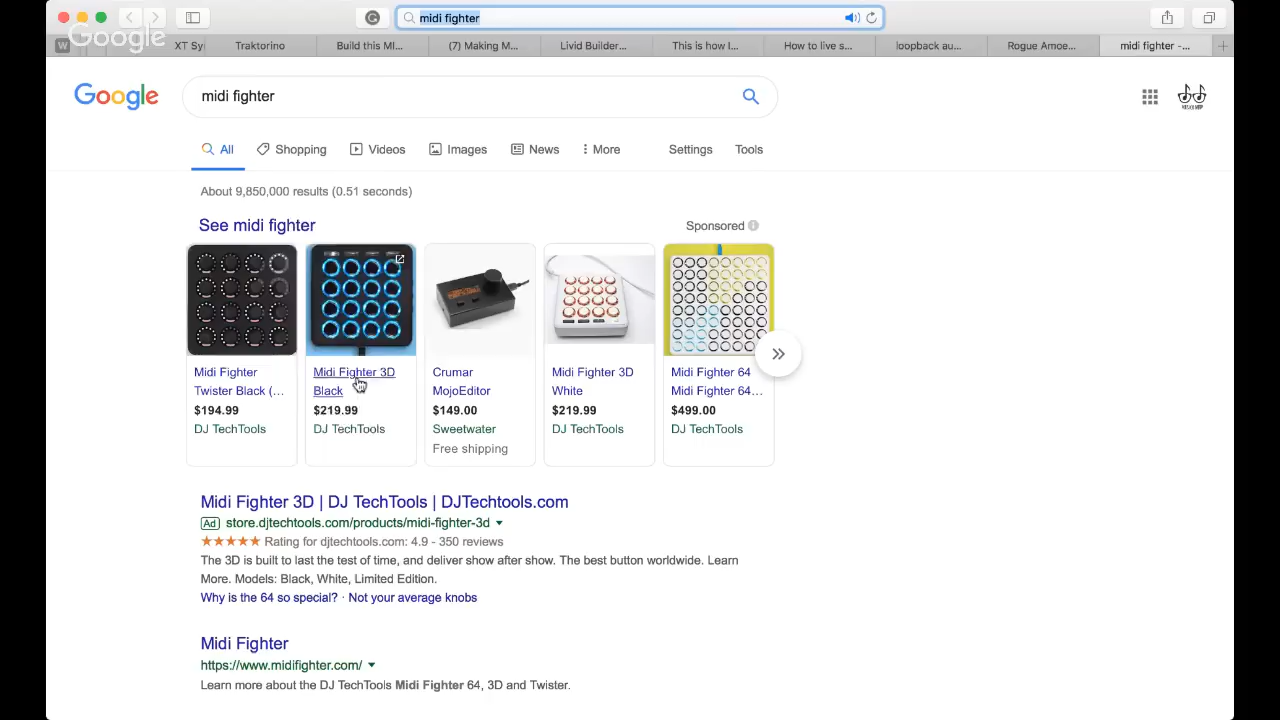 midi fighter
Google
W
XT Sy
Traktorino
Build this MI...
(7) Making M...
Livid Builder...
This is how I...
How to live s...
loopback au...
Rogue Amoe...
midi fighter -...
Google
midi fighter
All
Shopping
Videos
Images
News
More
Settings
Tools
About 9,850,000 results (0.51 seconds)
See midi fighter
Sponsored
Midi Fighter
Twister Black (...
$194.99
DJ TechTools
Midi Fighter 3D
Black
$219.99
DJ TechTools
Crumar
MojoEditor
$149.00
Sweetwater
Free shipping
Midi Fighter 3D
White
$219.99
DJ TechTools
Midi Fighter 64
Midi Fighter 64...
$499.00
DJ TechTools
Midi Fighter 3D | DJ TechTools | DJTechtools.com
Ad store.djtechtools.com/products/midi-fighter-3d
Rating for djtechtools.com: 4.9 - 350 reviews
The 3D is built to last the test of time, and deliver show after show. The best button worldwide. Learn
More. Models: Black, White, Limited Edition.
Why is the 64 so special? · Not your average knobs
Midi Fighter
https://www.midifighter.com/
Learn more about the DJ TechTools Midi Fighter 64, 3D and Twister.